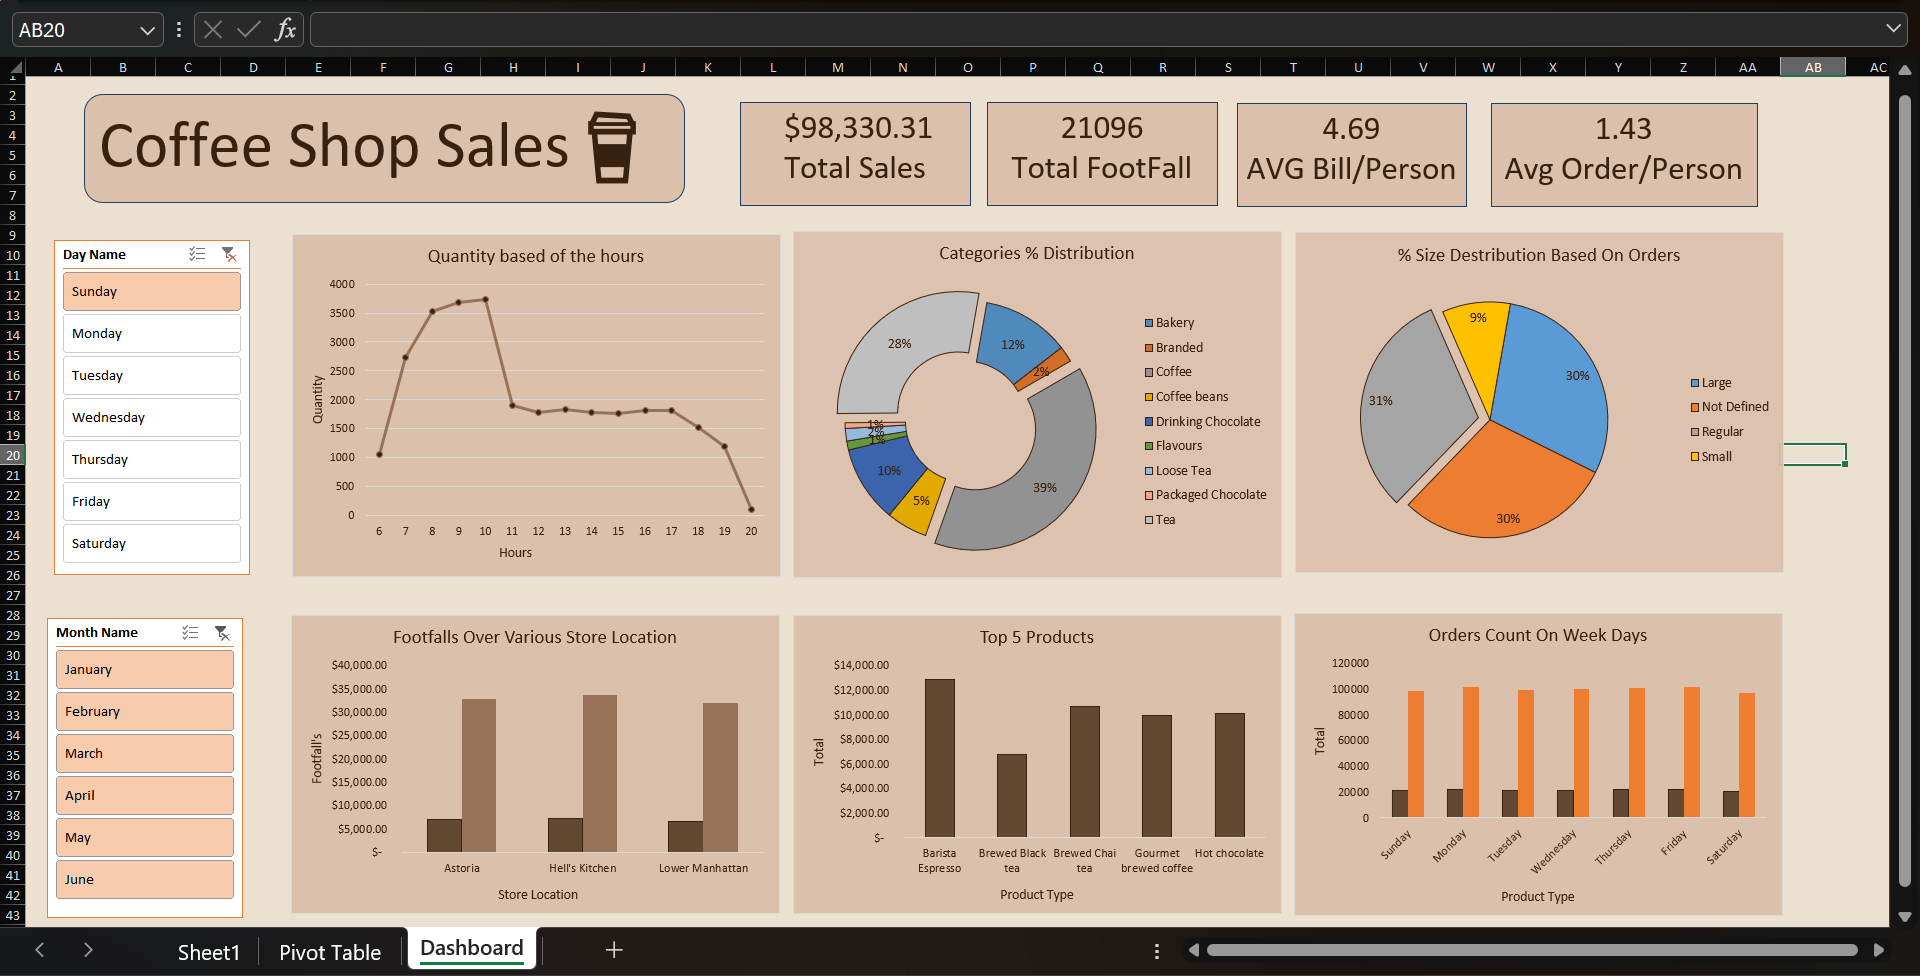 AB20
fx
A B C D E F G H I J K L M N O P Q R S T U V W X Y Z AA AB AC
1
2
3
4
5
6
7
8
9
10
11
12
13
14
15
16
17
18
19
20
21
22
23
24
25
26
27
28
29
30
31
32
33
34
35
36
37
38
39
40
41
42
43
Coffee Shop Sales
$98,330.31
Total Sales
21096
Total FootFall
4.69
AVG Bill/Person
1.43
Avg Order/Person
Day Name
Sunday
Monday
Tuesday
Wednesday
Thursday
Friday
Saturday
Quantity based of the hours
4000
3500
3000
2500
2000
1500
1000
500
0
Quantity
6 7 8 9 10 11 12 13 14 15 16 17 18 19 20
Hours
Categories % Distribution
28%
12%
2%
39%
5%
10%
1%
2%
1%
Bakery
Branded
Coffee
Coffee beans
Drinking Chocolate
Flavours
Loose Tea
Packaged Chocolate
Tea
% Size Destribution Based On Orders
9%
30%
31%
30%
Large
Not Defined
Regular
Small
Month Name
January
February
March
April
May
June
Footfalls Over Various Store Location
$40,000.00
$35,000.00
$30,000.00
$25,000.00
$20,000.00
$15,000.00
$10,000.00
$5,000.00
$-
Footfall's
Astoria Hell's Kitchen Lower Manhattan
Store Location
Top 5 Products
$14,000.00
$12,000.00
$10,000.00
$8,000.00
$6,000.00
$4,000.00
$2,000.00
$-
Total
Barista Brewed Black Brewed Chai Gourmet Hot chocolate
Espresso tea tea brewed coffee
Product Type
Orders Count On Week Days
120000
100000
80000
60000
40000
20000
0
Total
Sunday Monday Tuesday Wednesday Thursday Friday Saturday
Product Type
Sheet1 Pivot Table Dashboard